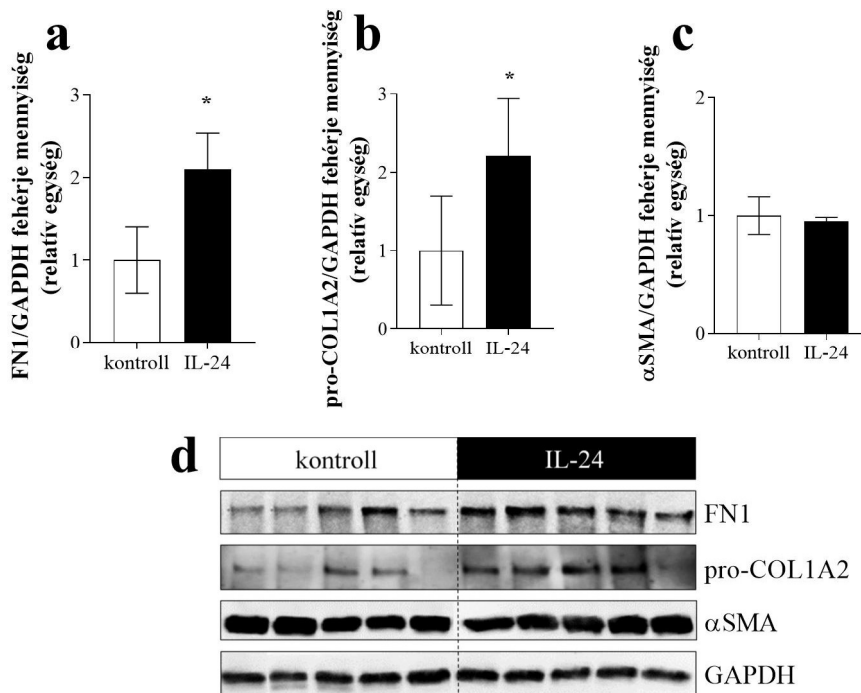 a
FN1/GAPDH fehérje mennyiség
(relatív egység)
3
2
1
0
*
kontroll IL-24
b
pro-COL1A2/GAPDH fehérje mennyiség
(relatív egység)
3
2
1
0
*
kontroll IL-24
c
αSMA/GAPDH fehérje mennyiség
(relatív egység)
2
1
0
kontroll IL-24
d
kontroll IL-24
FN1
pro-COL1A2
αSMA
GAPDH